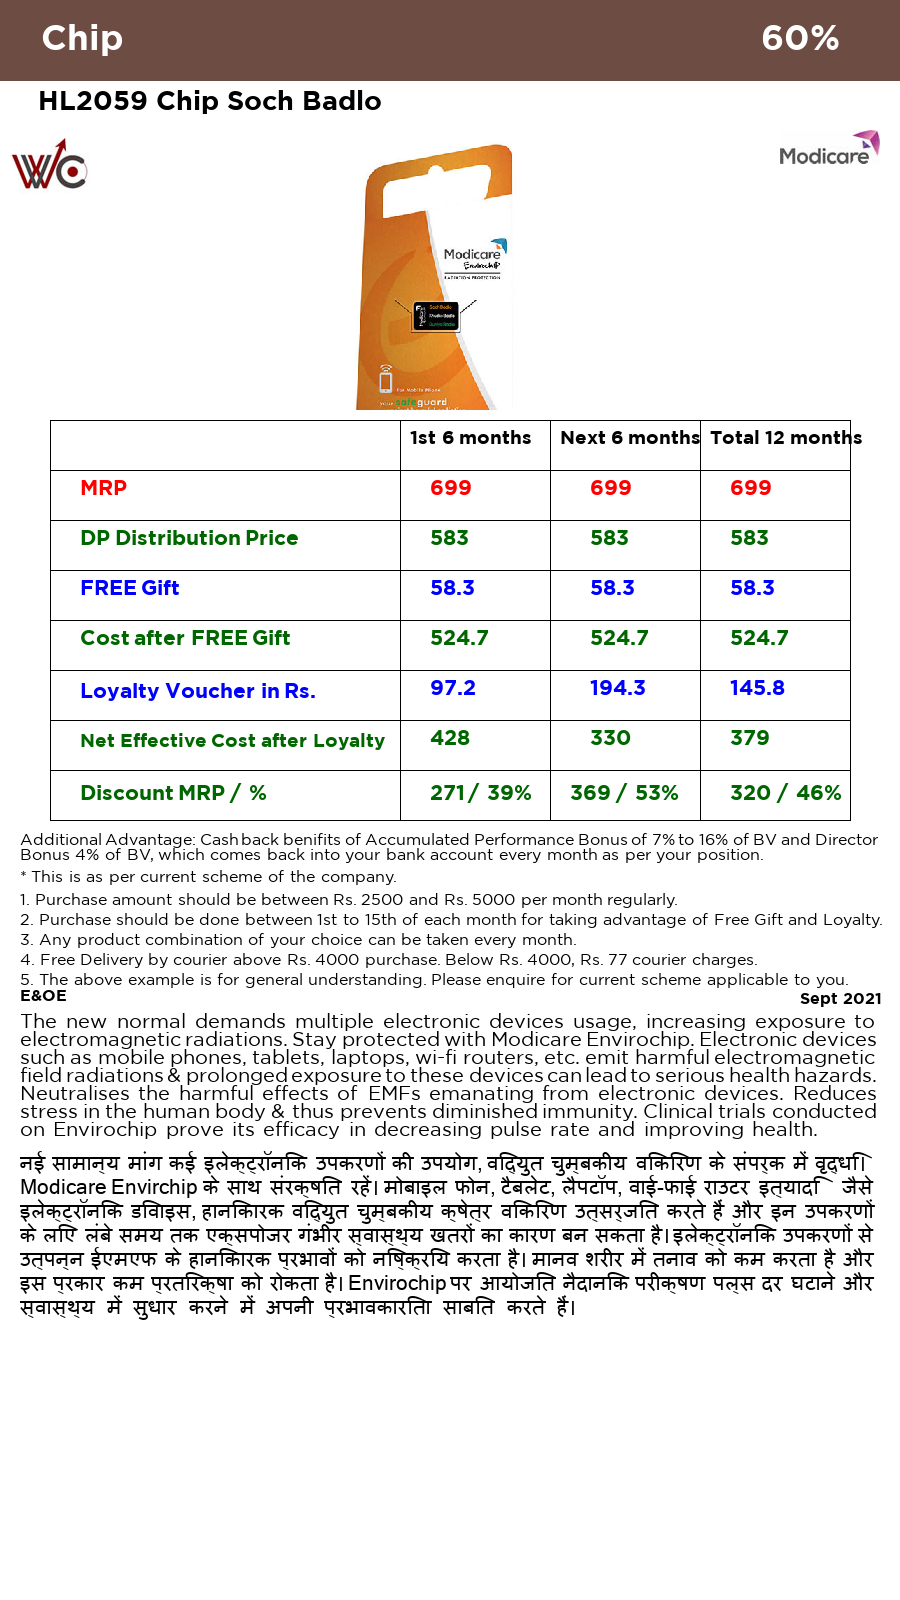 Chip 60%
HL2059 Chip Soch Badlo
WC
Modicare
Modicare
Envirochip
RADIATION PROTECTION
Soch Badlo
For Mobile Phone
your safeguard
1st 6 months Next 6 months Total 12 months
MRP 699 699 699
DP Distribution Price 583 583 583
FREE Gift 58.3 58.3 58.3
Cost after FREE Gift 524.7 524.7 524.7
Loyalty Voucher in Rs. 97.2 194.3 145.8
Net Effective Cost after Loyalty 428 330 379
Discount MRP / % 271 / 39% 369 / 53% 320 / 46%
Additional Advantage: Cash back benifits of Accumulated Performance Bonus of 7% to 16% of BV and Director
Bonus 4% of BV, which comes back into your bank account every month as per your position.
* This is as per current scheme of the company.
1. Purchase amount should be between Rs. 2500 and Rs. 5000 per month regularly.
2. Purchase should be done between 1st to 15th of each month for taking advantage of Free Gift and Loyalty.
3. Any product combination of your choice can be taken every month.
4. Free Delivery by courier above Rs. 4000 purchase. Below Rs. 4000, Rs. 77 courier charges.
5. The above example is for general understanding. Please enquire for current scheme applicable to you.
E&OE
Sept 2021
The new normal demands multiple electronic devices usage, increasing exposure to
electromagnetic radiations. Stay protected with Modicare Envirochip. Electronic devices
such as mobile phones, tablets, laptops, wi-fi routers, etc. emit harmful electromagnetic
field radiations & prolonged exposure to these devices can lead to serious health hazards.
Neutralises the harmful effects of EMFs emanating from electronic devices. Reduces
stress in the human body & thus prevents diminished immunity. Clinical trials conducted
on Envirochip prove its efficacy in decreasing pulse rate and improving health.
नई सामान्य मांग कई इलेक्ट्रॉनिक उपकरणों की उपयोग, विद्युत चुम्बकीय विकिरण के संपर्क में वृद्धि।
Modicare Envirchip के साथ संरक्षति रहें। मोबाइल फोन, टैबलेट, लैपटॉप, वाई-फाई राउटर इत्यादि जैसे
इलेक्ट्रॉनिक डिवाइस, हानिकारक विद्युत चुम्बकीय क्षेत्र विकिरण उत्सर्जति करते हैं और इन उपकरणों
के लिए लंबे समय तक एक्सपोजर गंभीर स्वास्थ्य खतरों का कारण बन सकता है। इलेक्ट्रॉनिक उपकरणों से
उत्पन्न ईएमएफ के हानिकारक प्रभावों को निष्क्रिय करता है। मानव शरीर में तनाव को कम करता है और
इस प्रकार कम प्रतिरक्षा को रोकता है। Envirochip पर आयोजति नैदानिक परीक्षण पल्स दर घटाने और
स्वास्थ्य में सुधार करने में अपनी प्रभावकारिता साबति करते हैं।